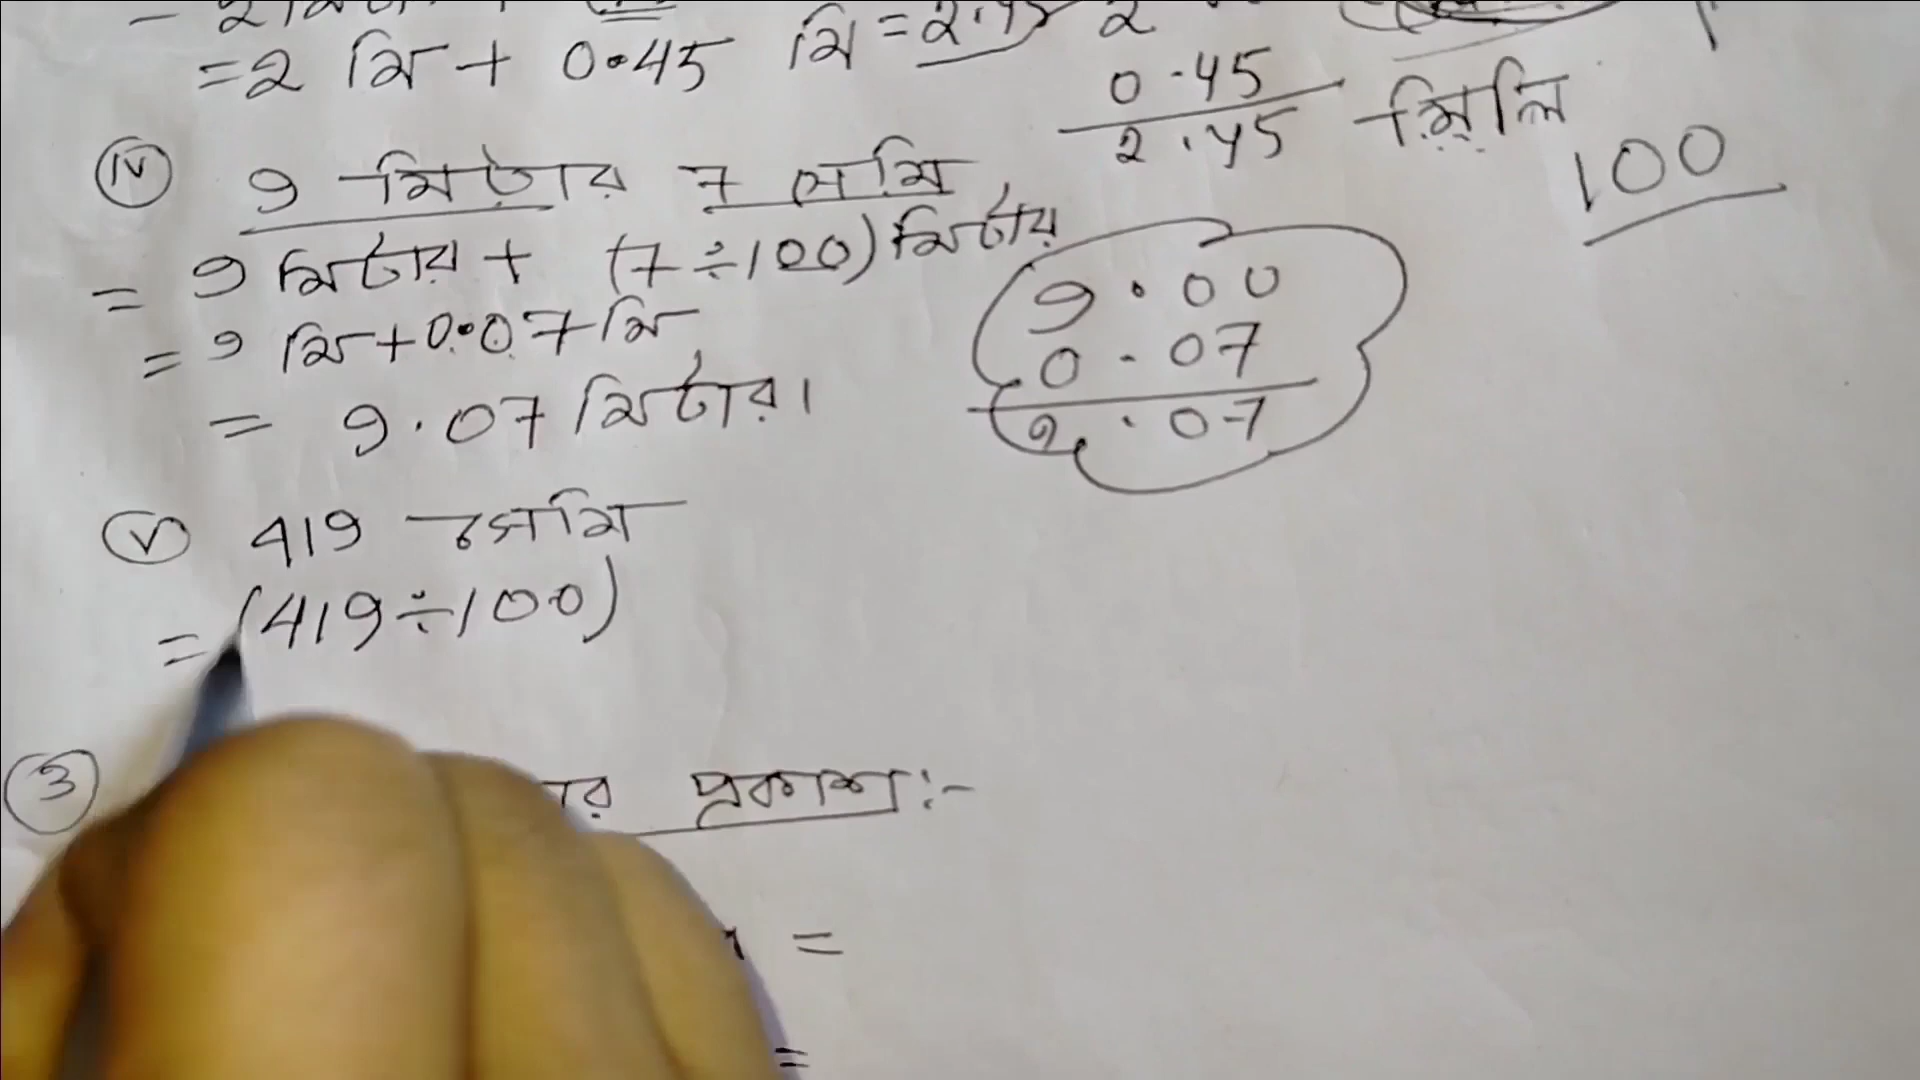 =2 মি + 0.45 মি = 2.45
2
0.45
2.45 মিলি
100
iv 9 মিটার 7 সেমি
= 9 মিটার + (7÷100) মিটার
= 9 মি + 0.07 মি
= 9.07 মিটার।
9.00
0.07
9.07
v 419 সেমি
= (419÷100)
3 প্রকাশ:-
=
=